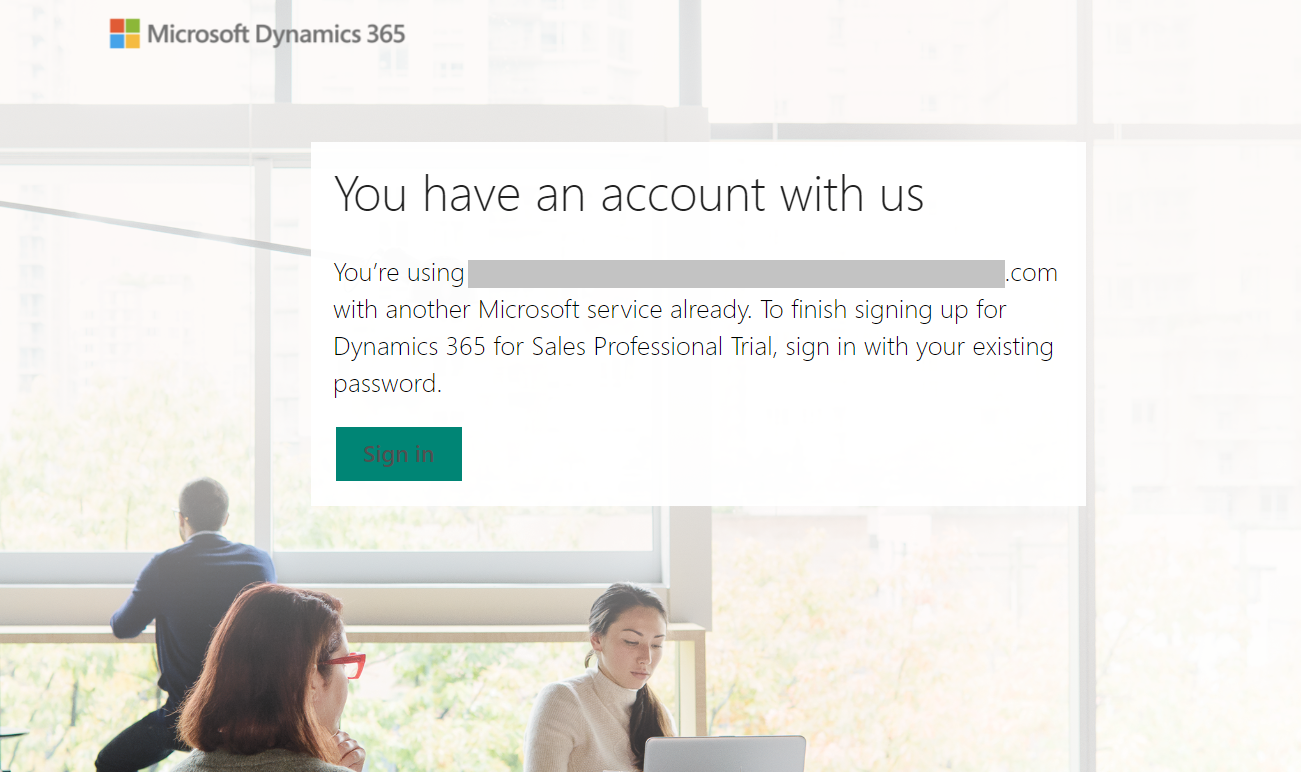 Microsoft Dynamics 365
You have an account with us
You’re using .com
with another Microsoft service already. To finish signing up for
Dynamics 365 for Sales Professional Trial, sign in with your existing
password.
Sign in